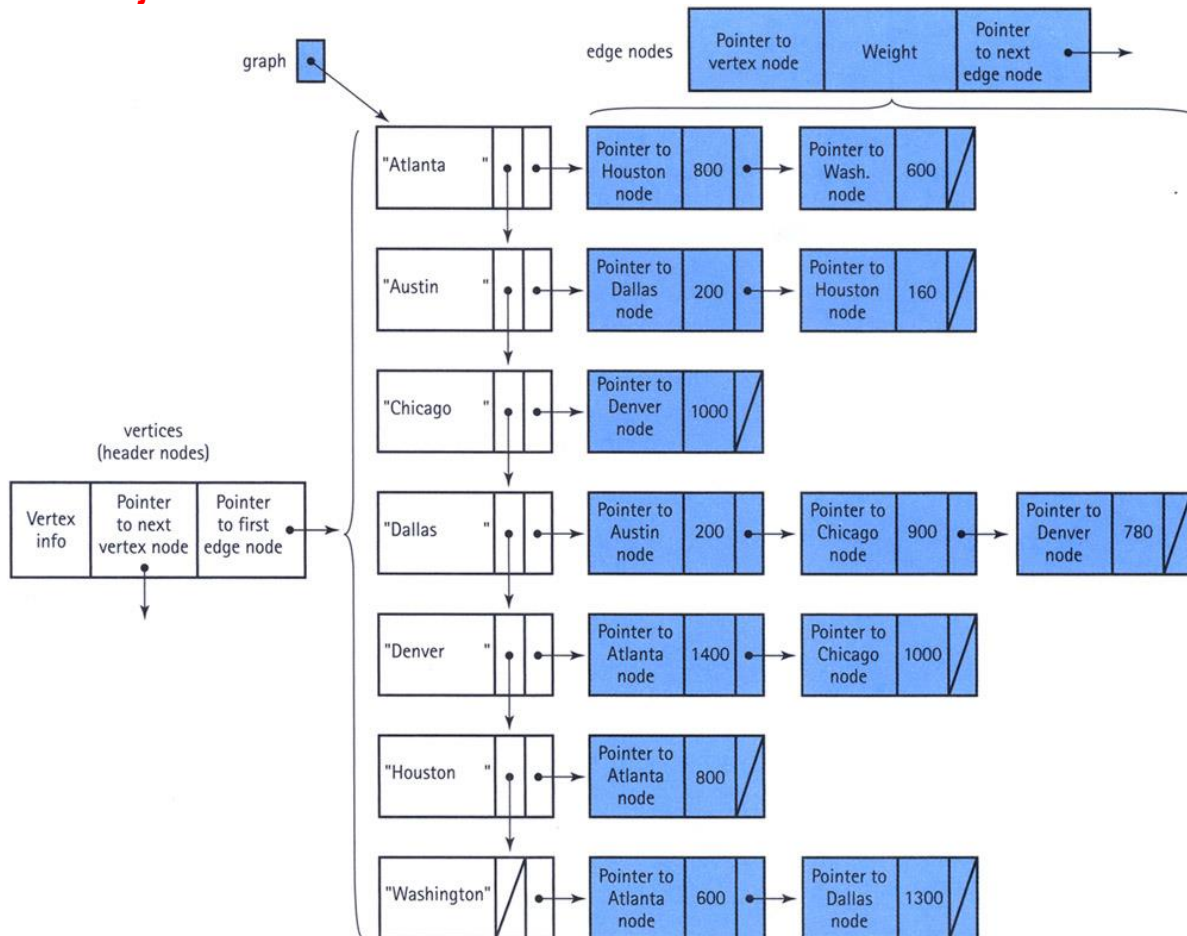 graph
edge nodes
Pointer to
vertex node
Weight
Pointer
to next
edge node
"Atlanta "
Pointer to
Houston
node
800
Pointer to
Wash.
node
600
"Austin "
Pointer to
Dallas
node
200
Pointer to
Houston
node
160
"Chicago "
Pointer to
Denver
node
1000
vertices
(header nodes)
Vertex
info
Pointer
to next
vertex node
Pointer
to first
edge node
"Dallas "
Pointer to
Austin
node
200
Pointer to
Chicago
node
900
Pointer to
Denver
node
780
"Denver "
Pointer to
Atlanta
node
1400
Pointer to
Chicago
node
1000
"Houston "
Pointer to
Atlanta
node
800
"Washington"
Pointer to
Atlanta
node
600
Pointer to
Dallas
node
1300